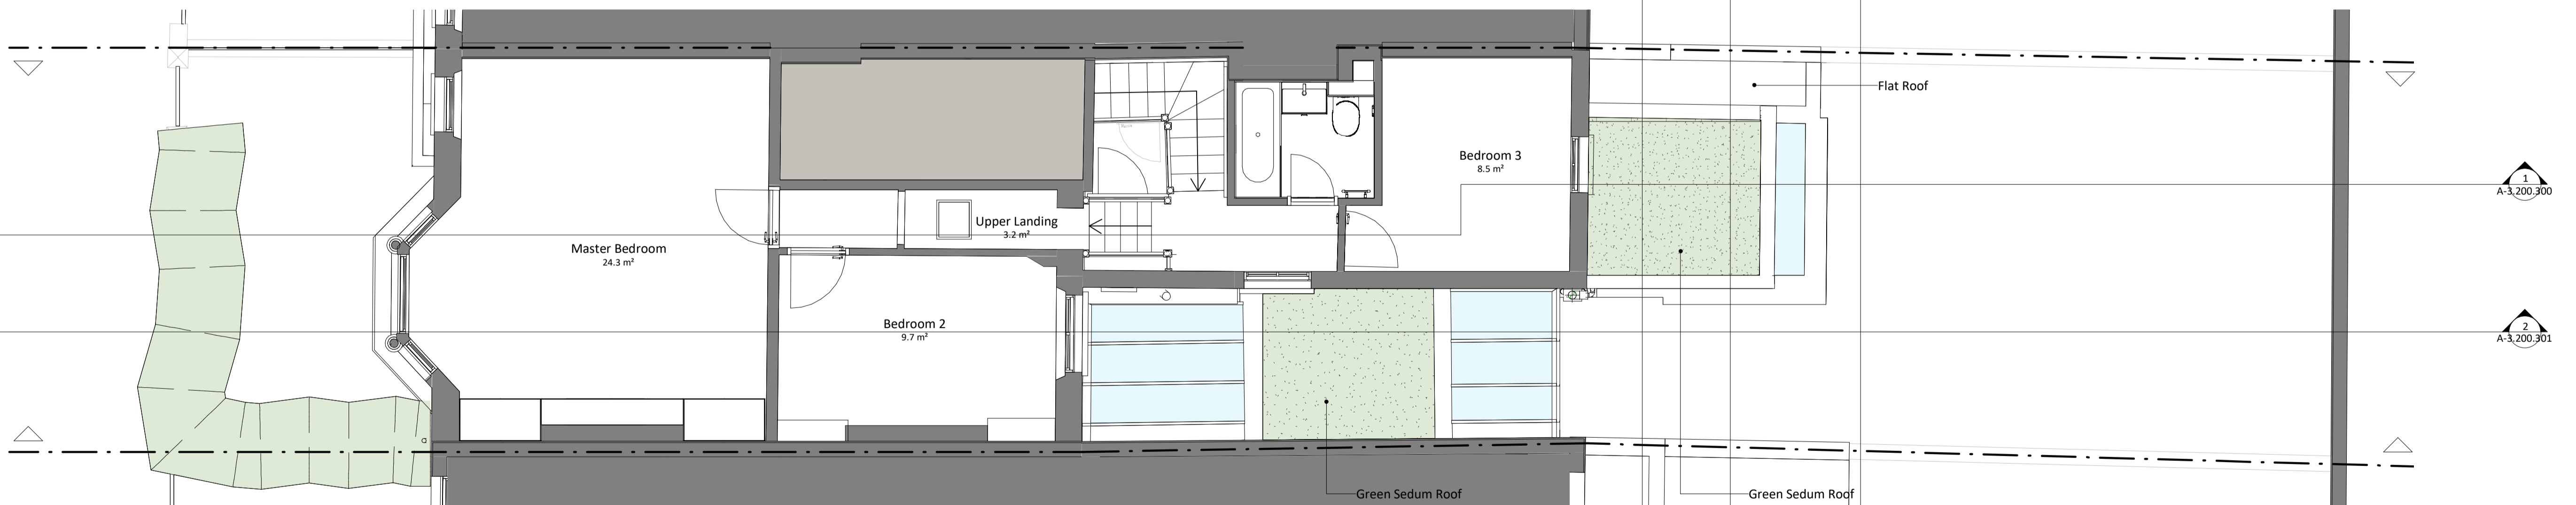 Flat Roof
Bedroom 3
8.5 m²
1
A-3.200.300
Upper Landing
3.2 m²
Master Bedroom
24.3 m²
Bedroom 2
9.7 m²
2
A-3.200.301
Green Sedum Roof
Green Sedum Roof